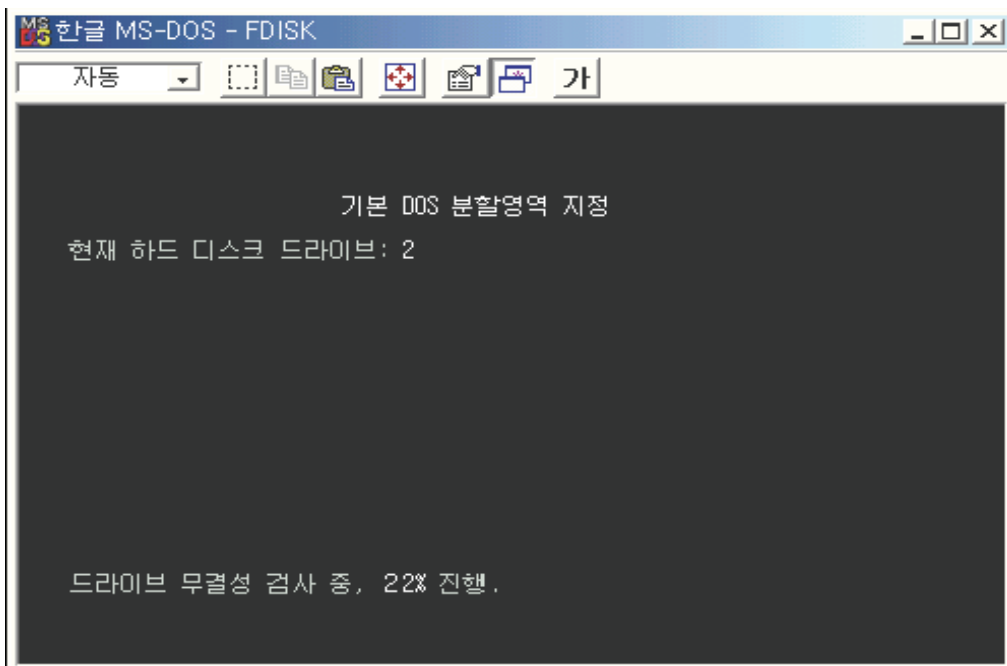 MS DOS 한글 MS-DOS - FDISK
자동 가
기본 DOS 분할영역 지정
현재 하드 디스크 드라이브: 2
드라이브 무결성 검사 중, 22% 진행.